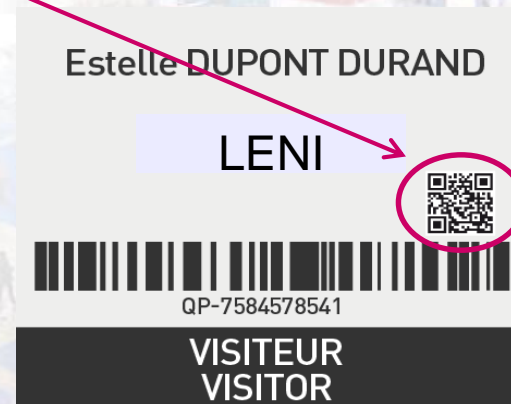 Estelle DUPONT DURAND
LENI
QP-7584578541
VISITEUR
VISITOR